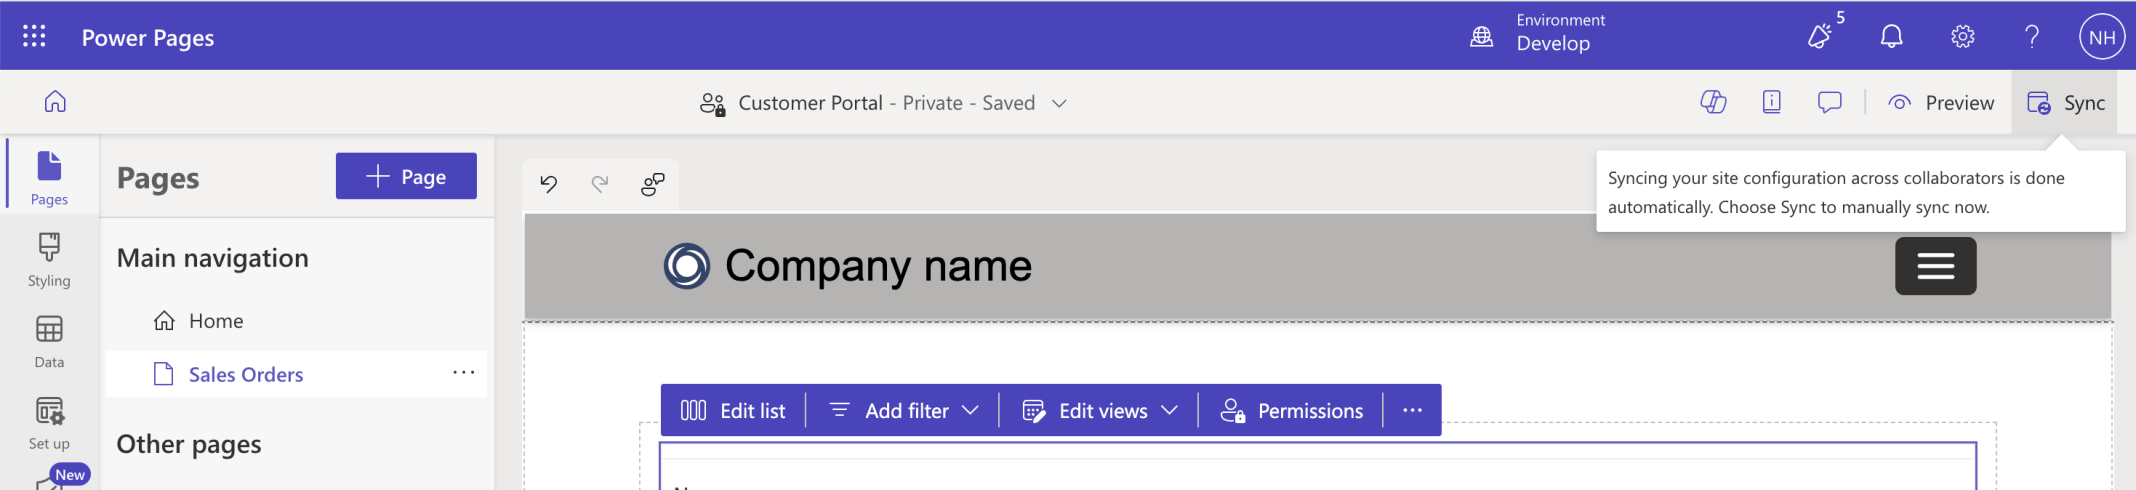 Power Pages
Environment
Develop
5
NH
Customer Portal - Private - Saved
Preview
Sync
Syncing your site configuration across collaborators is done
automatically. Choose Sync to manually sync now.
Pages
Styling
Data
Set up
New
Pages
Page
Main navigation
Home
Sales Orders
Other pages
Company name
Edit list
Add filter
Edit views
Permissions